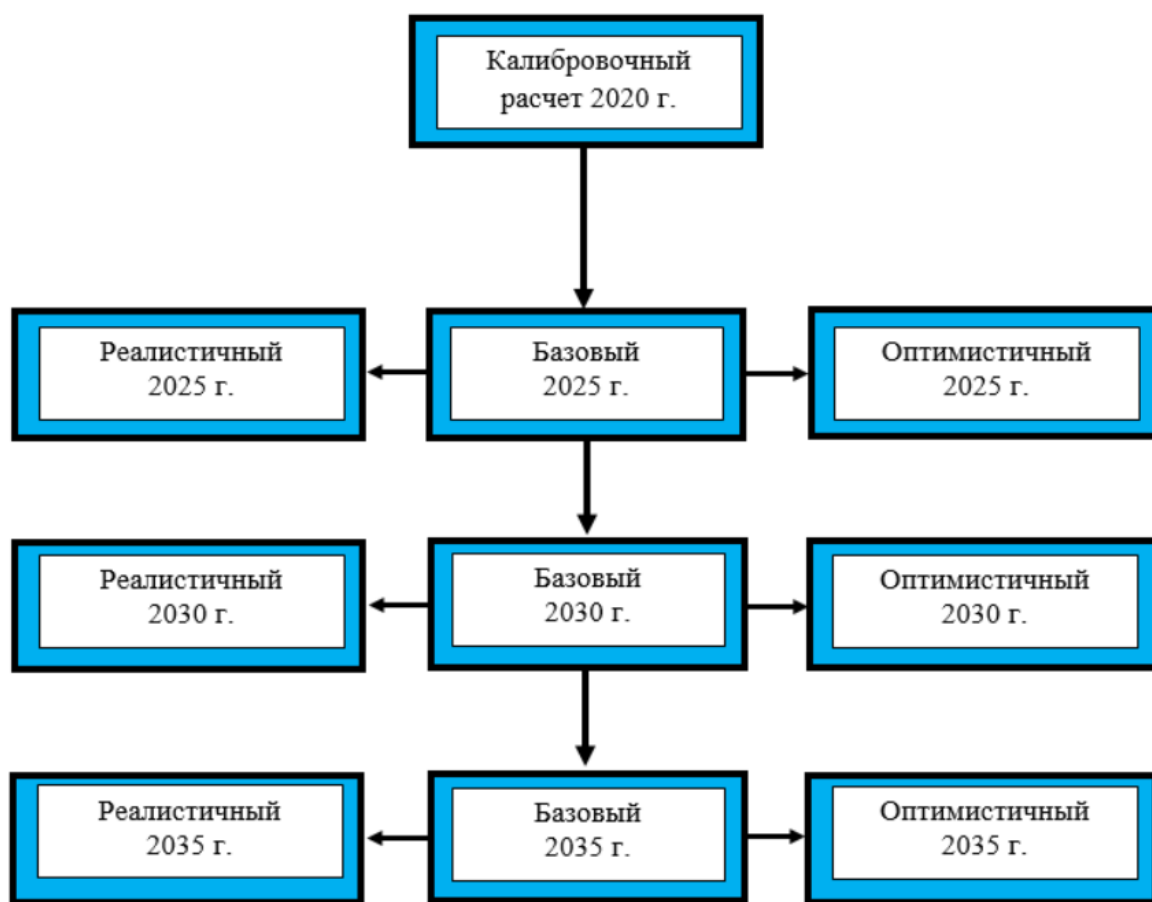 Калибровочный
расчет 2020 г.
Реалистичный
2025 г.
Базовый
2025 г.
Оптимистичный
2025 г.
Реалистичный
2030 г.
Базовый
2030 г.
Оптимистичный
2030 г.
Реалистичный
2035 г.
Базовый
2035 г.
Оптимистичный
2035 г.